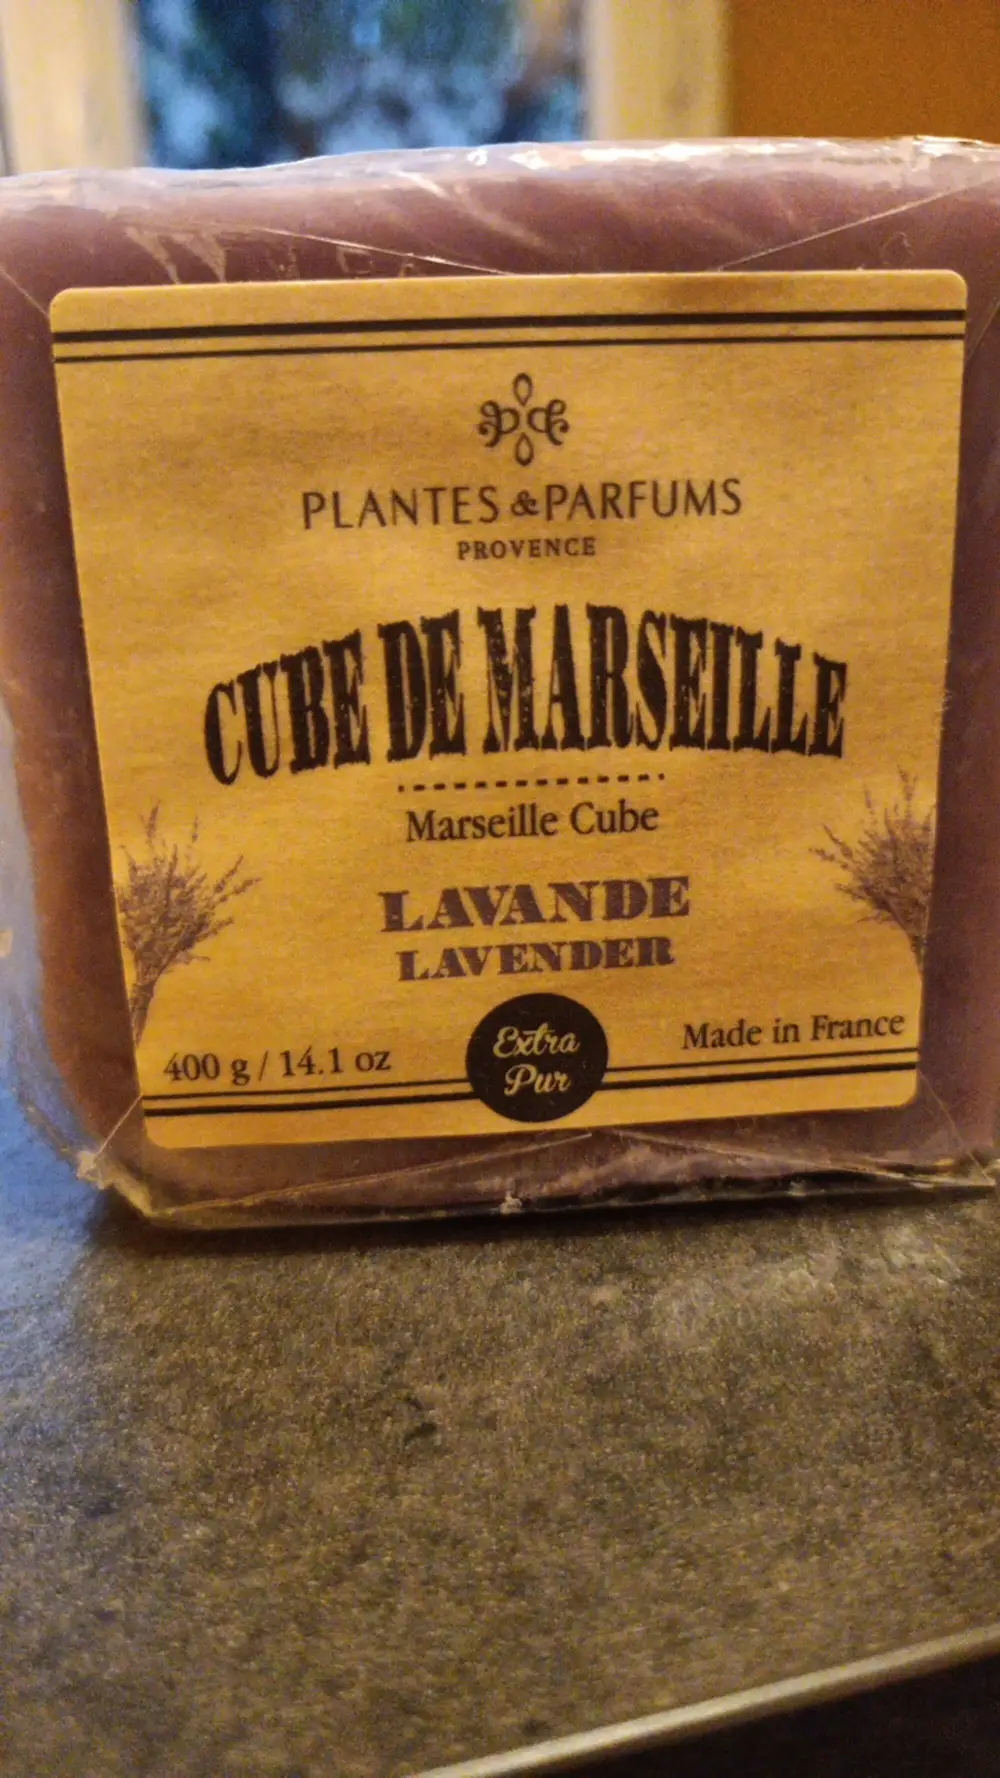 PLANTES & PARFUMS
PROVENCE
CUBE DE MARSEILLE
Marseille Cube
LAVANDE
LAVENDER
400 g / 14.1 oz
Extra
Pur
Made in France